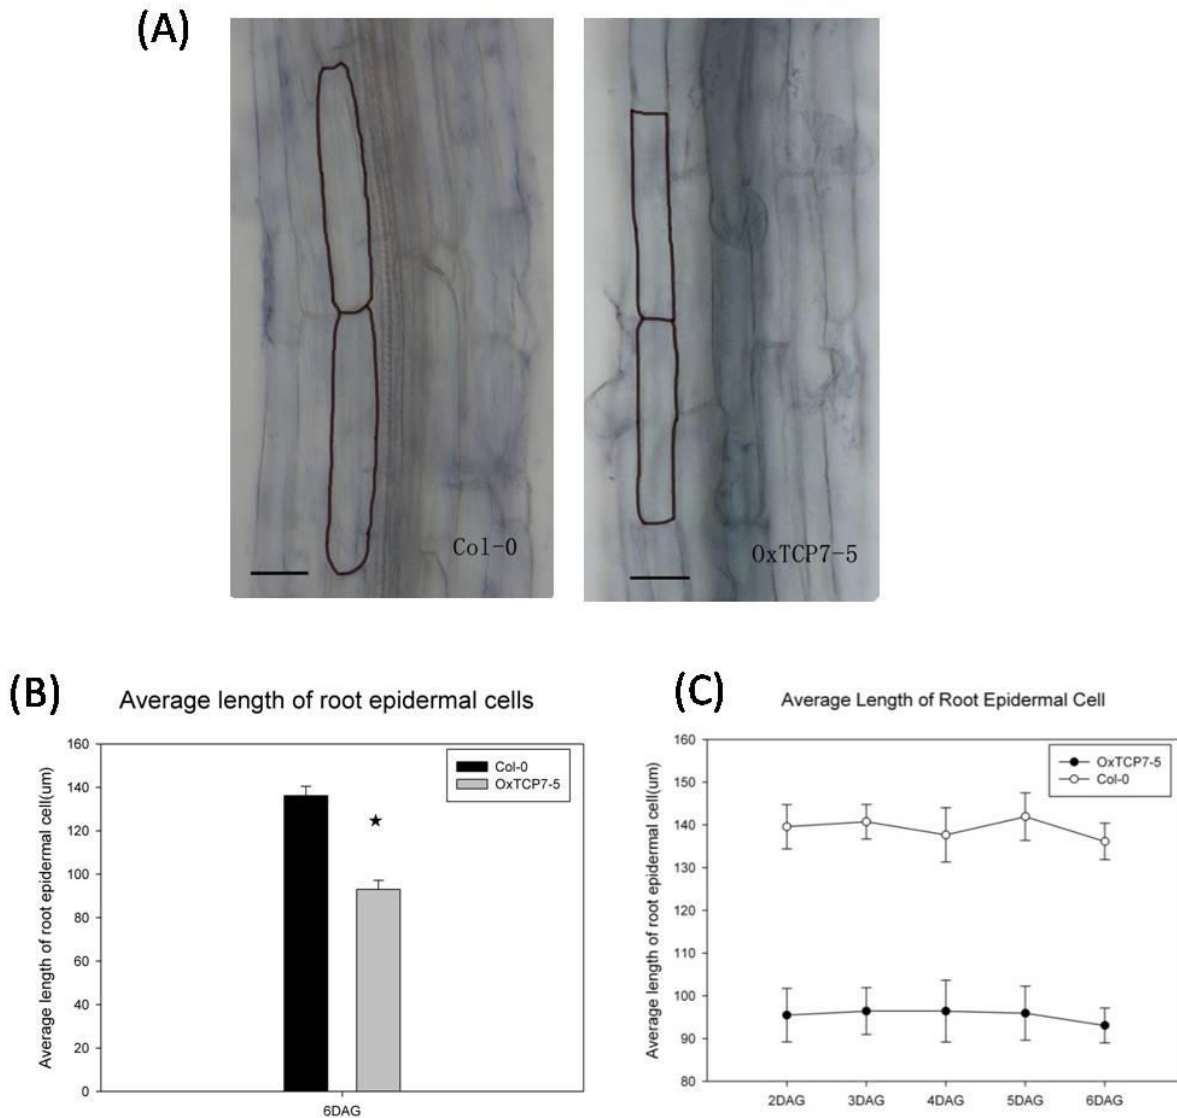 (A)
Col-0
OxTCP7-5
(B)
Average length of root epidermal cells
Average length of root epidermal cell(um)
160
140
120
100
80
60
40
20
0
Col-0
OxTCP7-5
★
6DAG
(C)
Average Length of Root Epidermal Cell
Average length of root epidermal cell(um)
160
150
140
130
120
110
100
90
80
OxTCP7-5
Col-0
2DAG 3DAG 4DAG 5DAG 6DAG